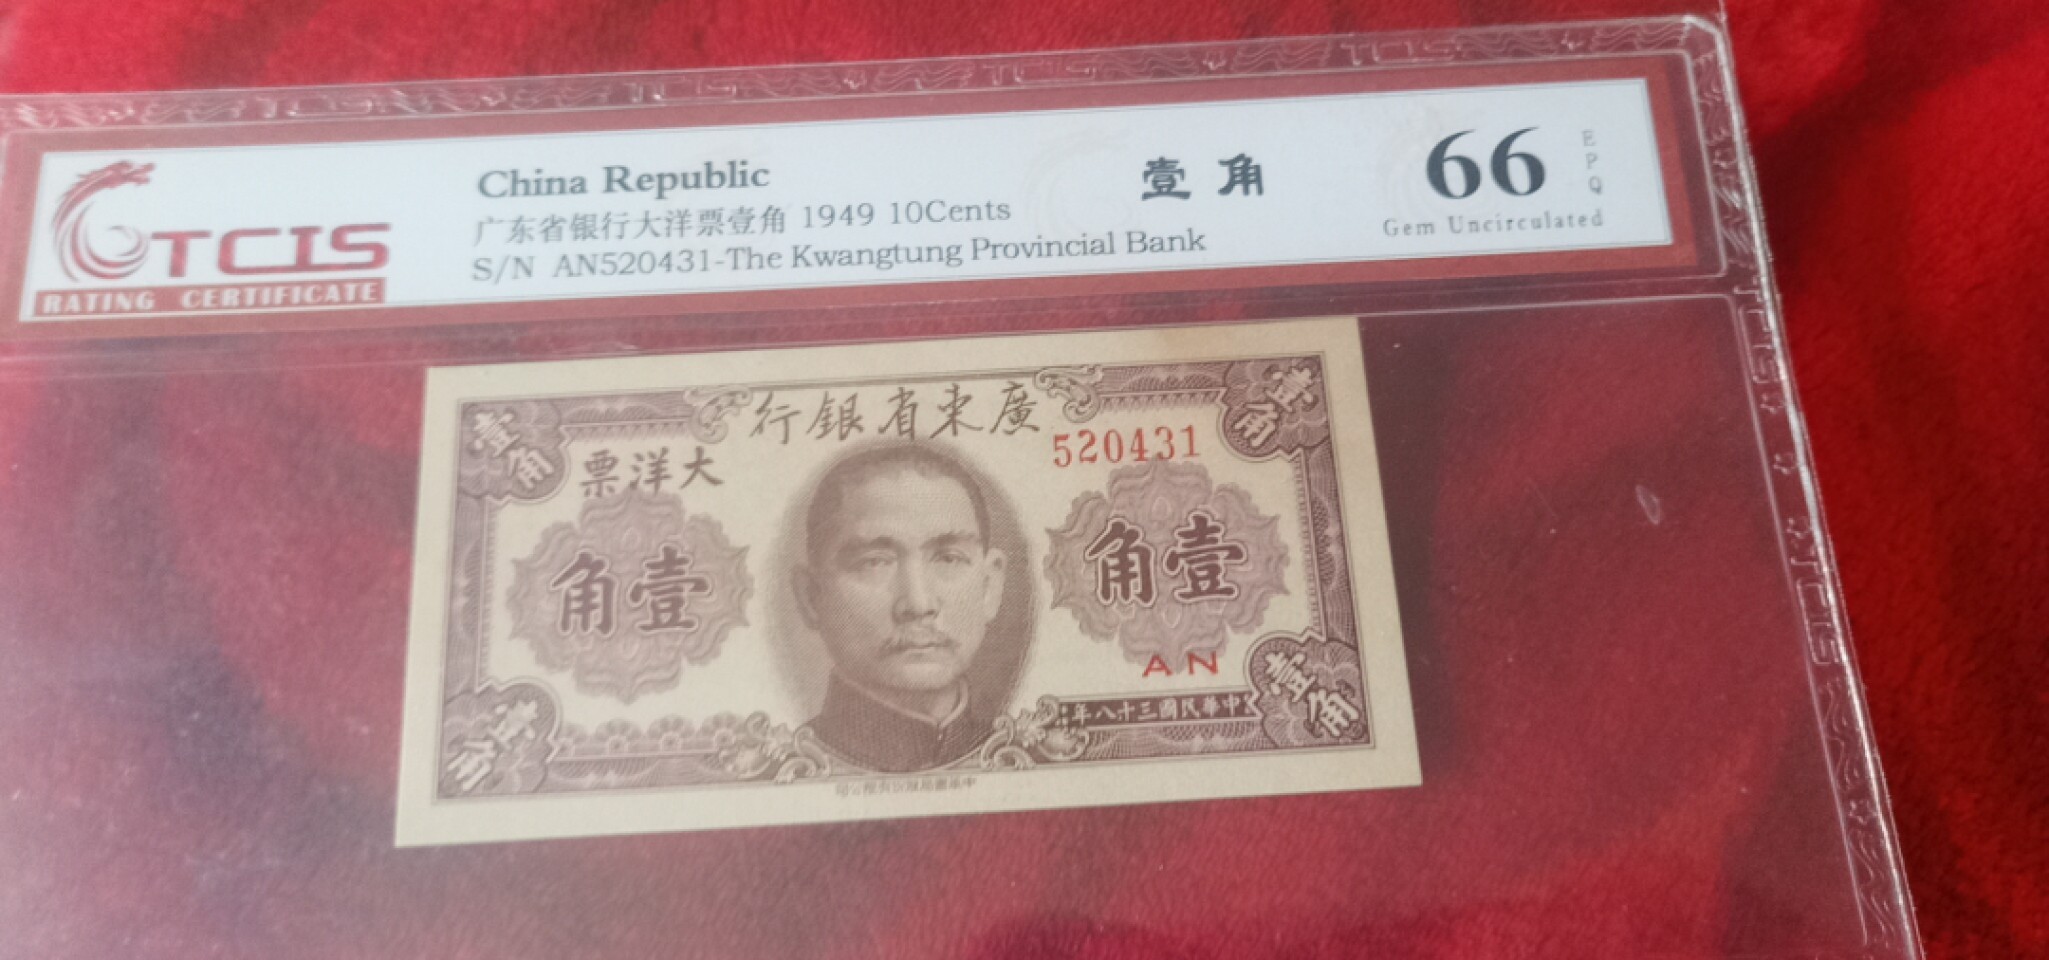 TCIS
RATING CERTIFICATE
China Republic
广东省银行大洋票壹角 1949 10Cents
S/N AN520431-The Kwangtung Provincial Bank
壹角
66
EPQ
Gem Uncirculated
壹角
行銀省東廣
壹角
票洋大
520431
角壹
角壹
AN
壹角
年八十三國民華中
壹角